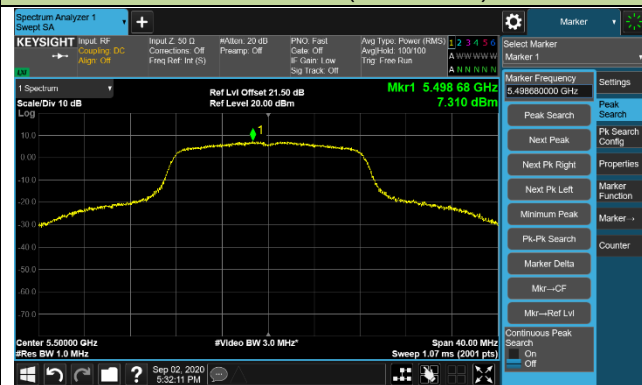 Spectrum Analyzer 1
Swept SA
Marker
KEYSIGHT
Input: RF
Coupling: DC
Align: Off
Input Z: 50 Ω
Corrections: Off
Freq Ref: Int (S)
#Atten: 20 dB
Preamp: Off
PNO: Fast
Gate: Off
IF Gain: Low
Sig Track: Off
Avg Type: Power (RMS)
Avg|Hold: 100/100
Trig: Free Run
1 2 3 4 5 6
A W W W W W
A N N N N N
LXI
Select Marker
Marker 1
1 Spectrum
Scale/Div 10 dB
Log
Ref Lvl Offset 21.50 dB
Ref Level 20.00 dBm
Mkr1 5.498 68 GHz
7.310 dBm
Marker Frequency
5.498680000 GHz
Settings
Peak Search
Next Peak
Next Pk Right
Next Pk Left
Minimum Peak
Pk-Pk Search
Marker Delta
Mkr→CF
Mkr→Ref Lvl
Continuous Peak
Search
On
Off
Peak
Search
Pk Search
Config
Properties
Marker
Function
Marker→
Counter
1
10.0
0.00
-10.0
-20.0
-30.0
-40.0
-50.0
-60.0
-70.0
Center 5.50000 GHz
#Res BW 1.0 MHz
#Video BW 3.0 MHz*
Span 40.00 MHz
Sweep 1.07 ms (2001 pts)
Sep 02, 2020
5:32:11 PM